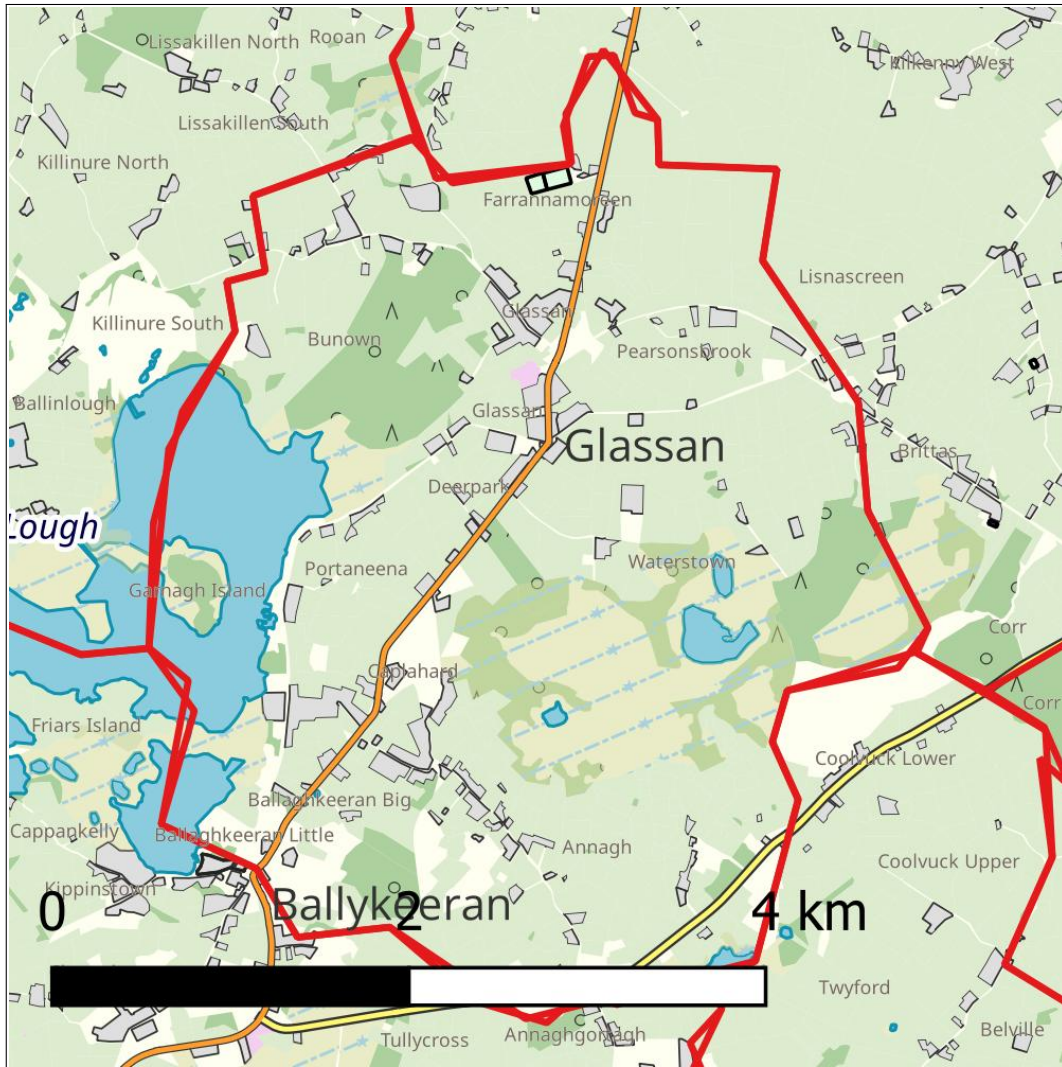 Lissakillen North
Rooan
Kilkenny West
Lissakillen South
Killinure North
Farrannamoreen
Lisnascreen
Killinure South
Glassan
Bunown
Pearsonsbrook
Ballinlough
Glassan
Glassan
Brittas
Deerpark
Lough
Portaneena
Waterstown
Garnagh Island
Corr
Caplahard
Corr
Friars Island
Coolvuck Lower
Ballaghkeeran Big
Cappankelly
Ballaghkeeran Little
Annagh
Coolvuck Upper
Kippinstown
Ballykeeran
0
2
4 km
Twyford
Tullycross
Annaghgortagh
Belville